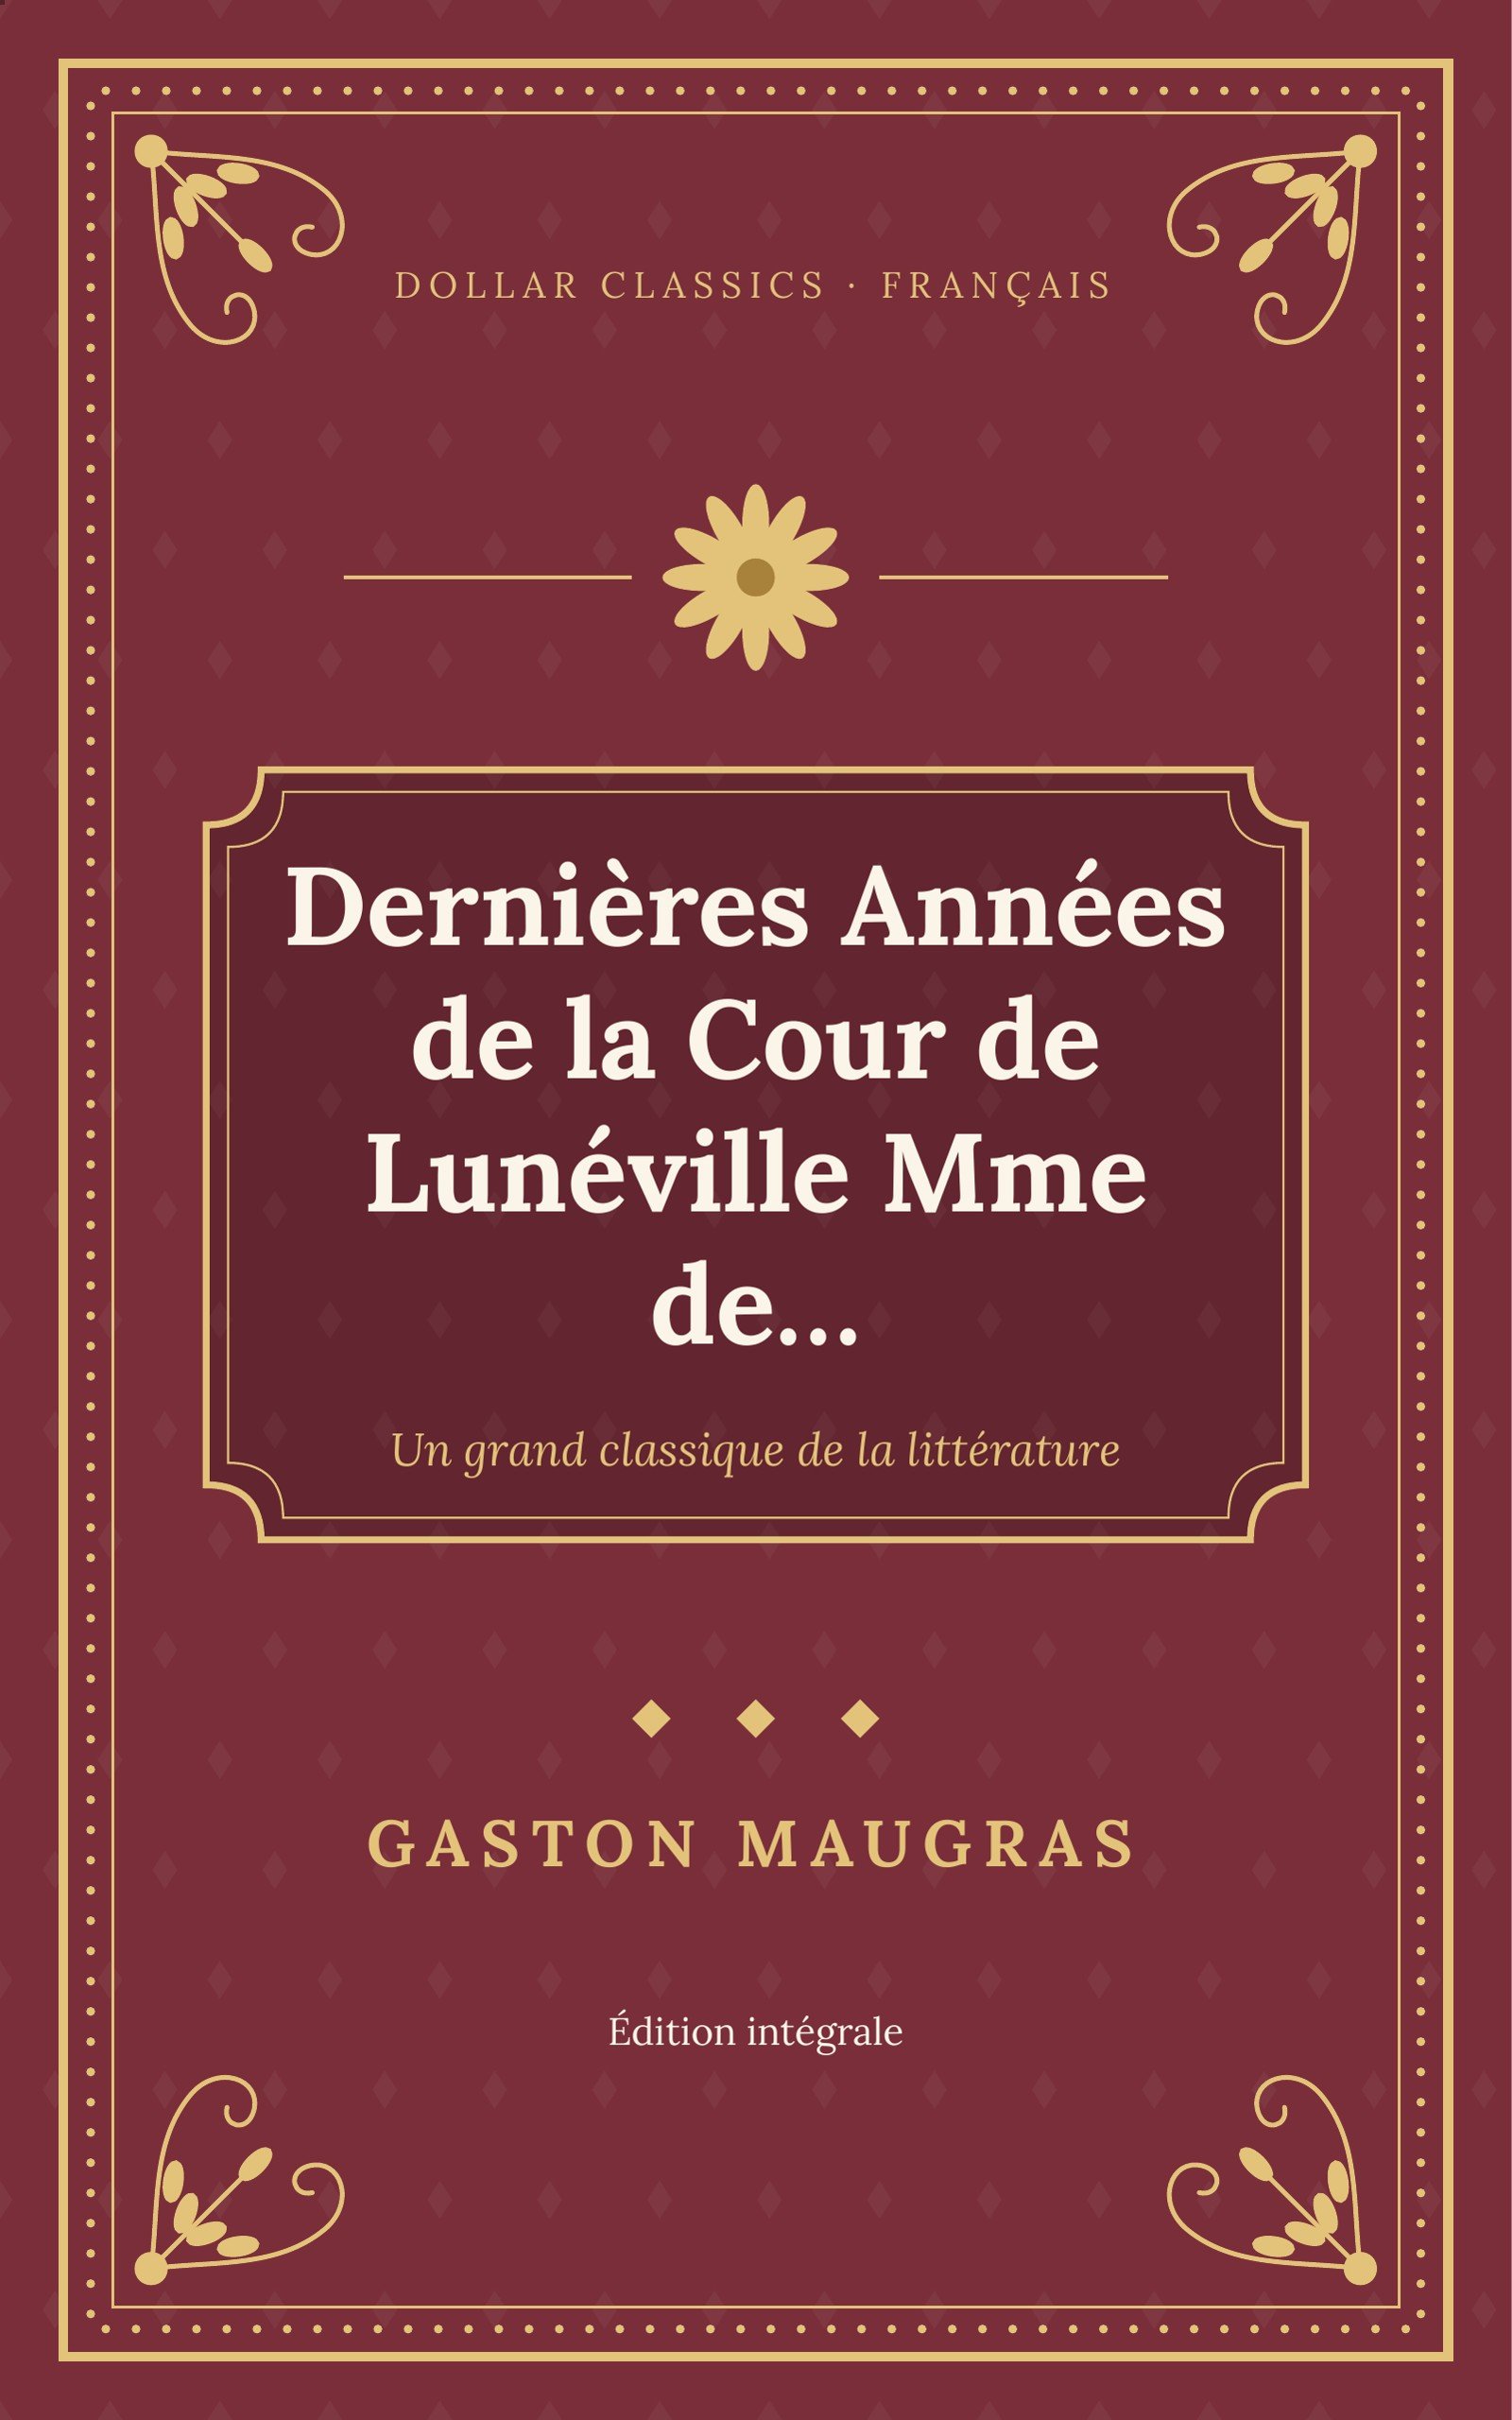 DOLLAR CLASSICS · FRANÇAIS
Dernières Années
de la Cour de
Lunéville Mme
de...
Un grand classique de la littérature
GASTON MAUGRAS
Édition intégrale